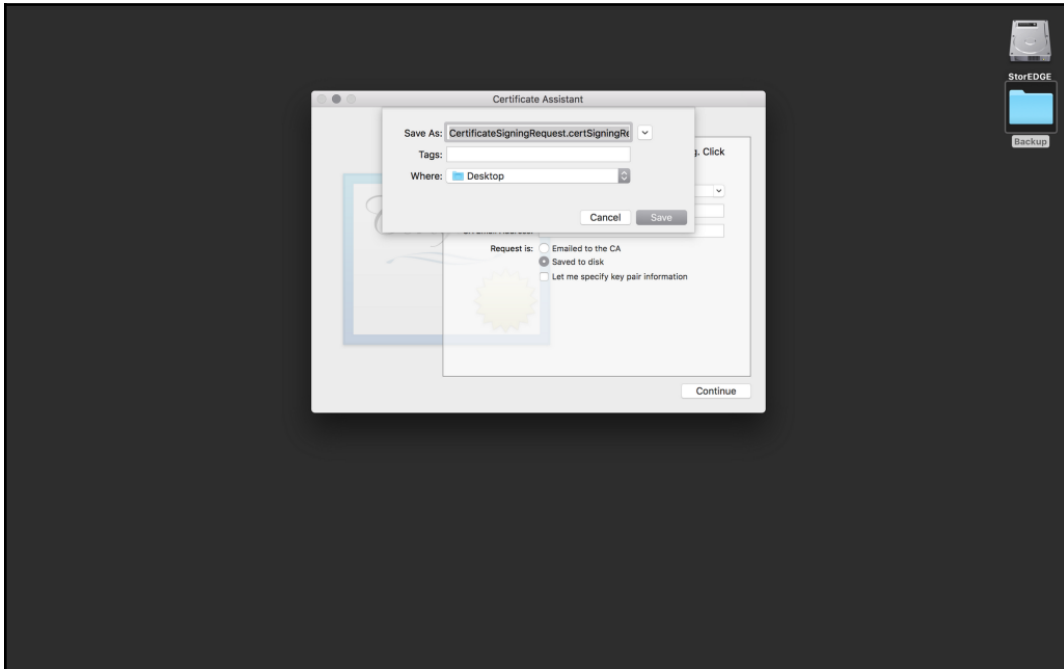 StorEDGE
Backup
Certificate Assistant
Save As: CertificateSigningRequest.certSigningRe
Tags:
Where: Desktop
Cancel Save
. Click
Request is: Emailed to the CA
Saved to disk
Let me specify key pair information
Continue